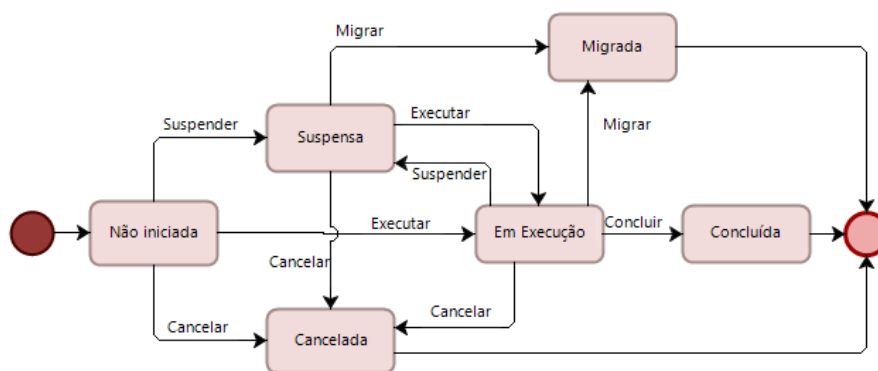 Migrar
Migrada
Suspender
Suspensa
Executar
Migrar
Suspender
Não iniciada
Executar
Em Execução
Concluir
Concluída
Cancelar
Cancelar
Cancelar
Cancelada